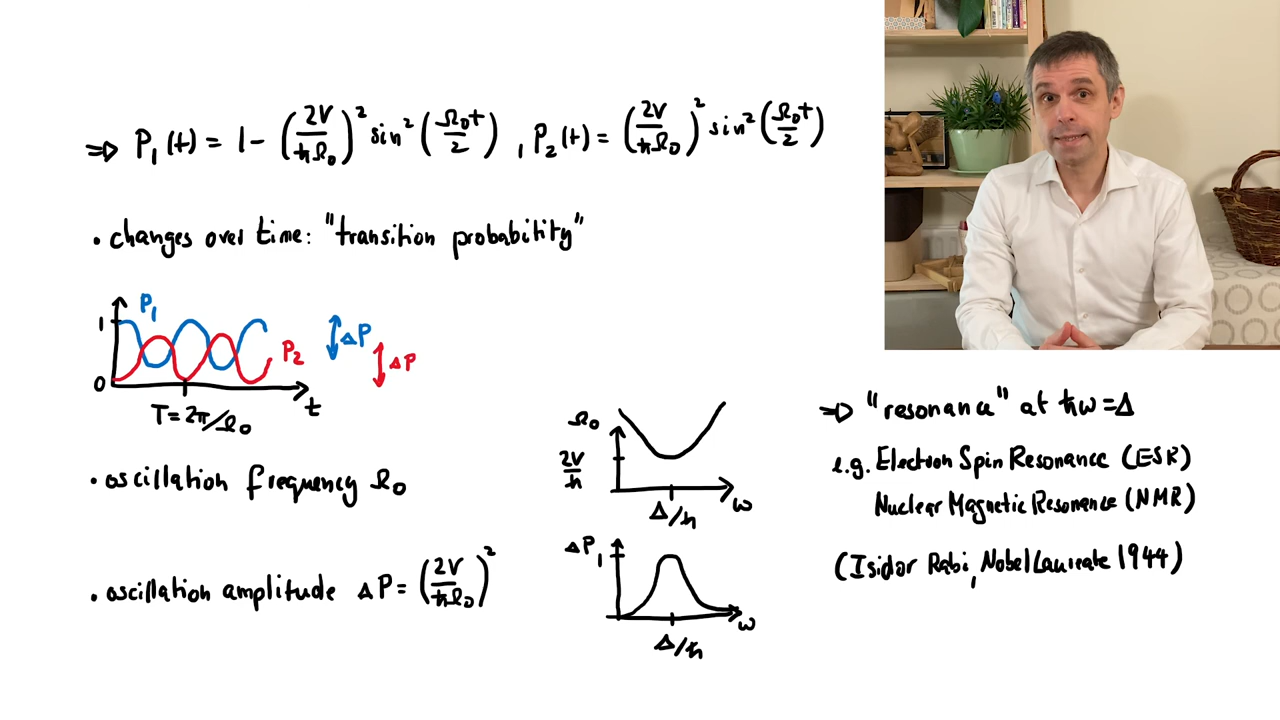 ⇒ P₁(t) = 1 - (2V/ħΩ₀)² sin²(Ω₀t/2), P₂(t) = (2V/ħΩ₀)² sin²(Ω₀t/2)
• changes over time: "transition probability"
P₁
1
ΔP
P₂
ΔP
0
T=2π/Ω₀
t
• oscillation frequency Ω₀
Ω₀
2V/ħ
Δ/ħ
ω
• oscillation amplitude ΔP = (2V/ħΩ₀)²
ΔP
1
Δ/ħ
ω
⇒ "resonance" at ħω=Δ
e.g. Electron Spin Resonance (ESR)
Nuclear Magnetic Resonance (NMR)
(Isidor Rabi, Nobel Laureate 1944)